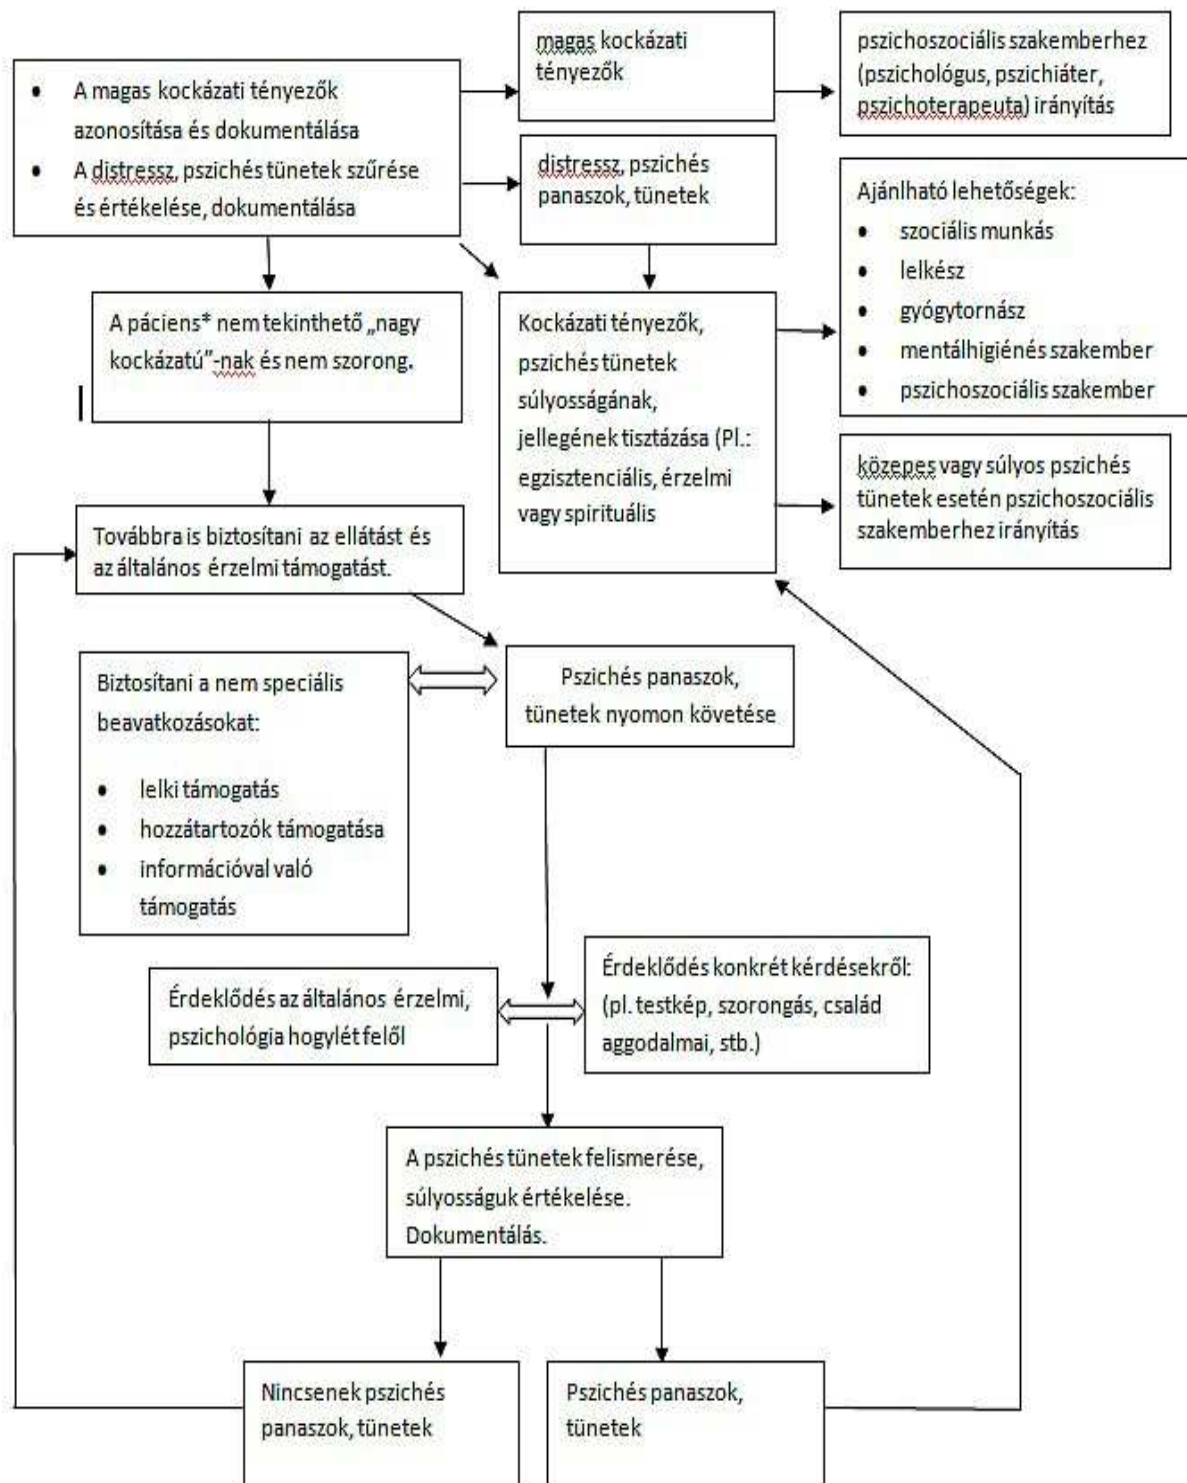 • A magas kockázati tényezők
azonosítása és dokumentálása
• A distressz, pszichés tünetek szűrése
és értékelése, dokumentálása
magas kockázati
tényezők
pszichoszociális szakemberhez
(pszichológus, pszichiáter,
pszichoterapeuta) irányítás
distressz, pszichés
panaszok, tünetek
Ajánlható lehetőségek:
• szociális munkás
• lelkész
• gyógytornász
• mentálhigiénés szakember
• pszichoszociális szakember
A páciens* nem tekinthető „nagy
kockázatú”-nak és nem szorong.
Kockázati tényezők,
pszichés tünetek
súlyosságának,
jellegének tisztázása (Pl.:
egzisztenciális, érzelmi
vagy spirituális
közepes vagy súlyos pszichés
tünetek esetén pszichoszociális
szakemberhez irányítás
Továbbra is biztosítani az ellátást és
az általános érzelmi támogatást.
Biztosítani a nem speciális
beavatkozásokat:
• lelki támogatás
• hozzátartozók támogatása
• információval való
támogatás
Pszichés panaszok,
tünetek nyomon követése
Érdeklődés az általános érzelmi,
pszichológia hogylét felől
Érdeklődés konkrét kérdésekről:
(pl. testkép, szorongás, család
aggodalmai, stb.)
A pszichés tünetek felismerése,
súlyosságuk értékelése.
Dokumentálás.
Nincsenek pszichés
panaszok, tünetek
Pszichés panaszok,
tünetek